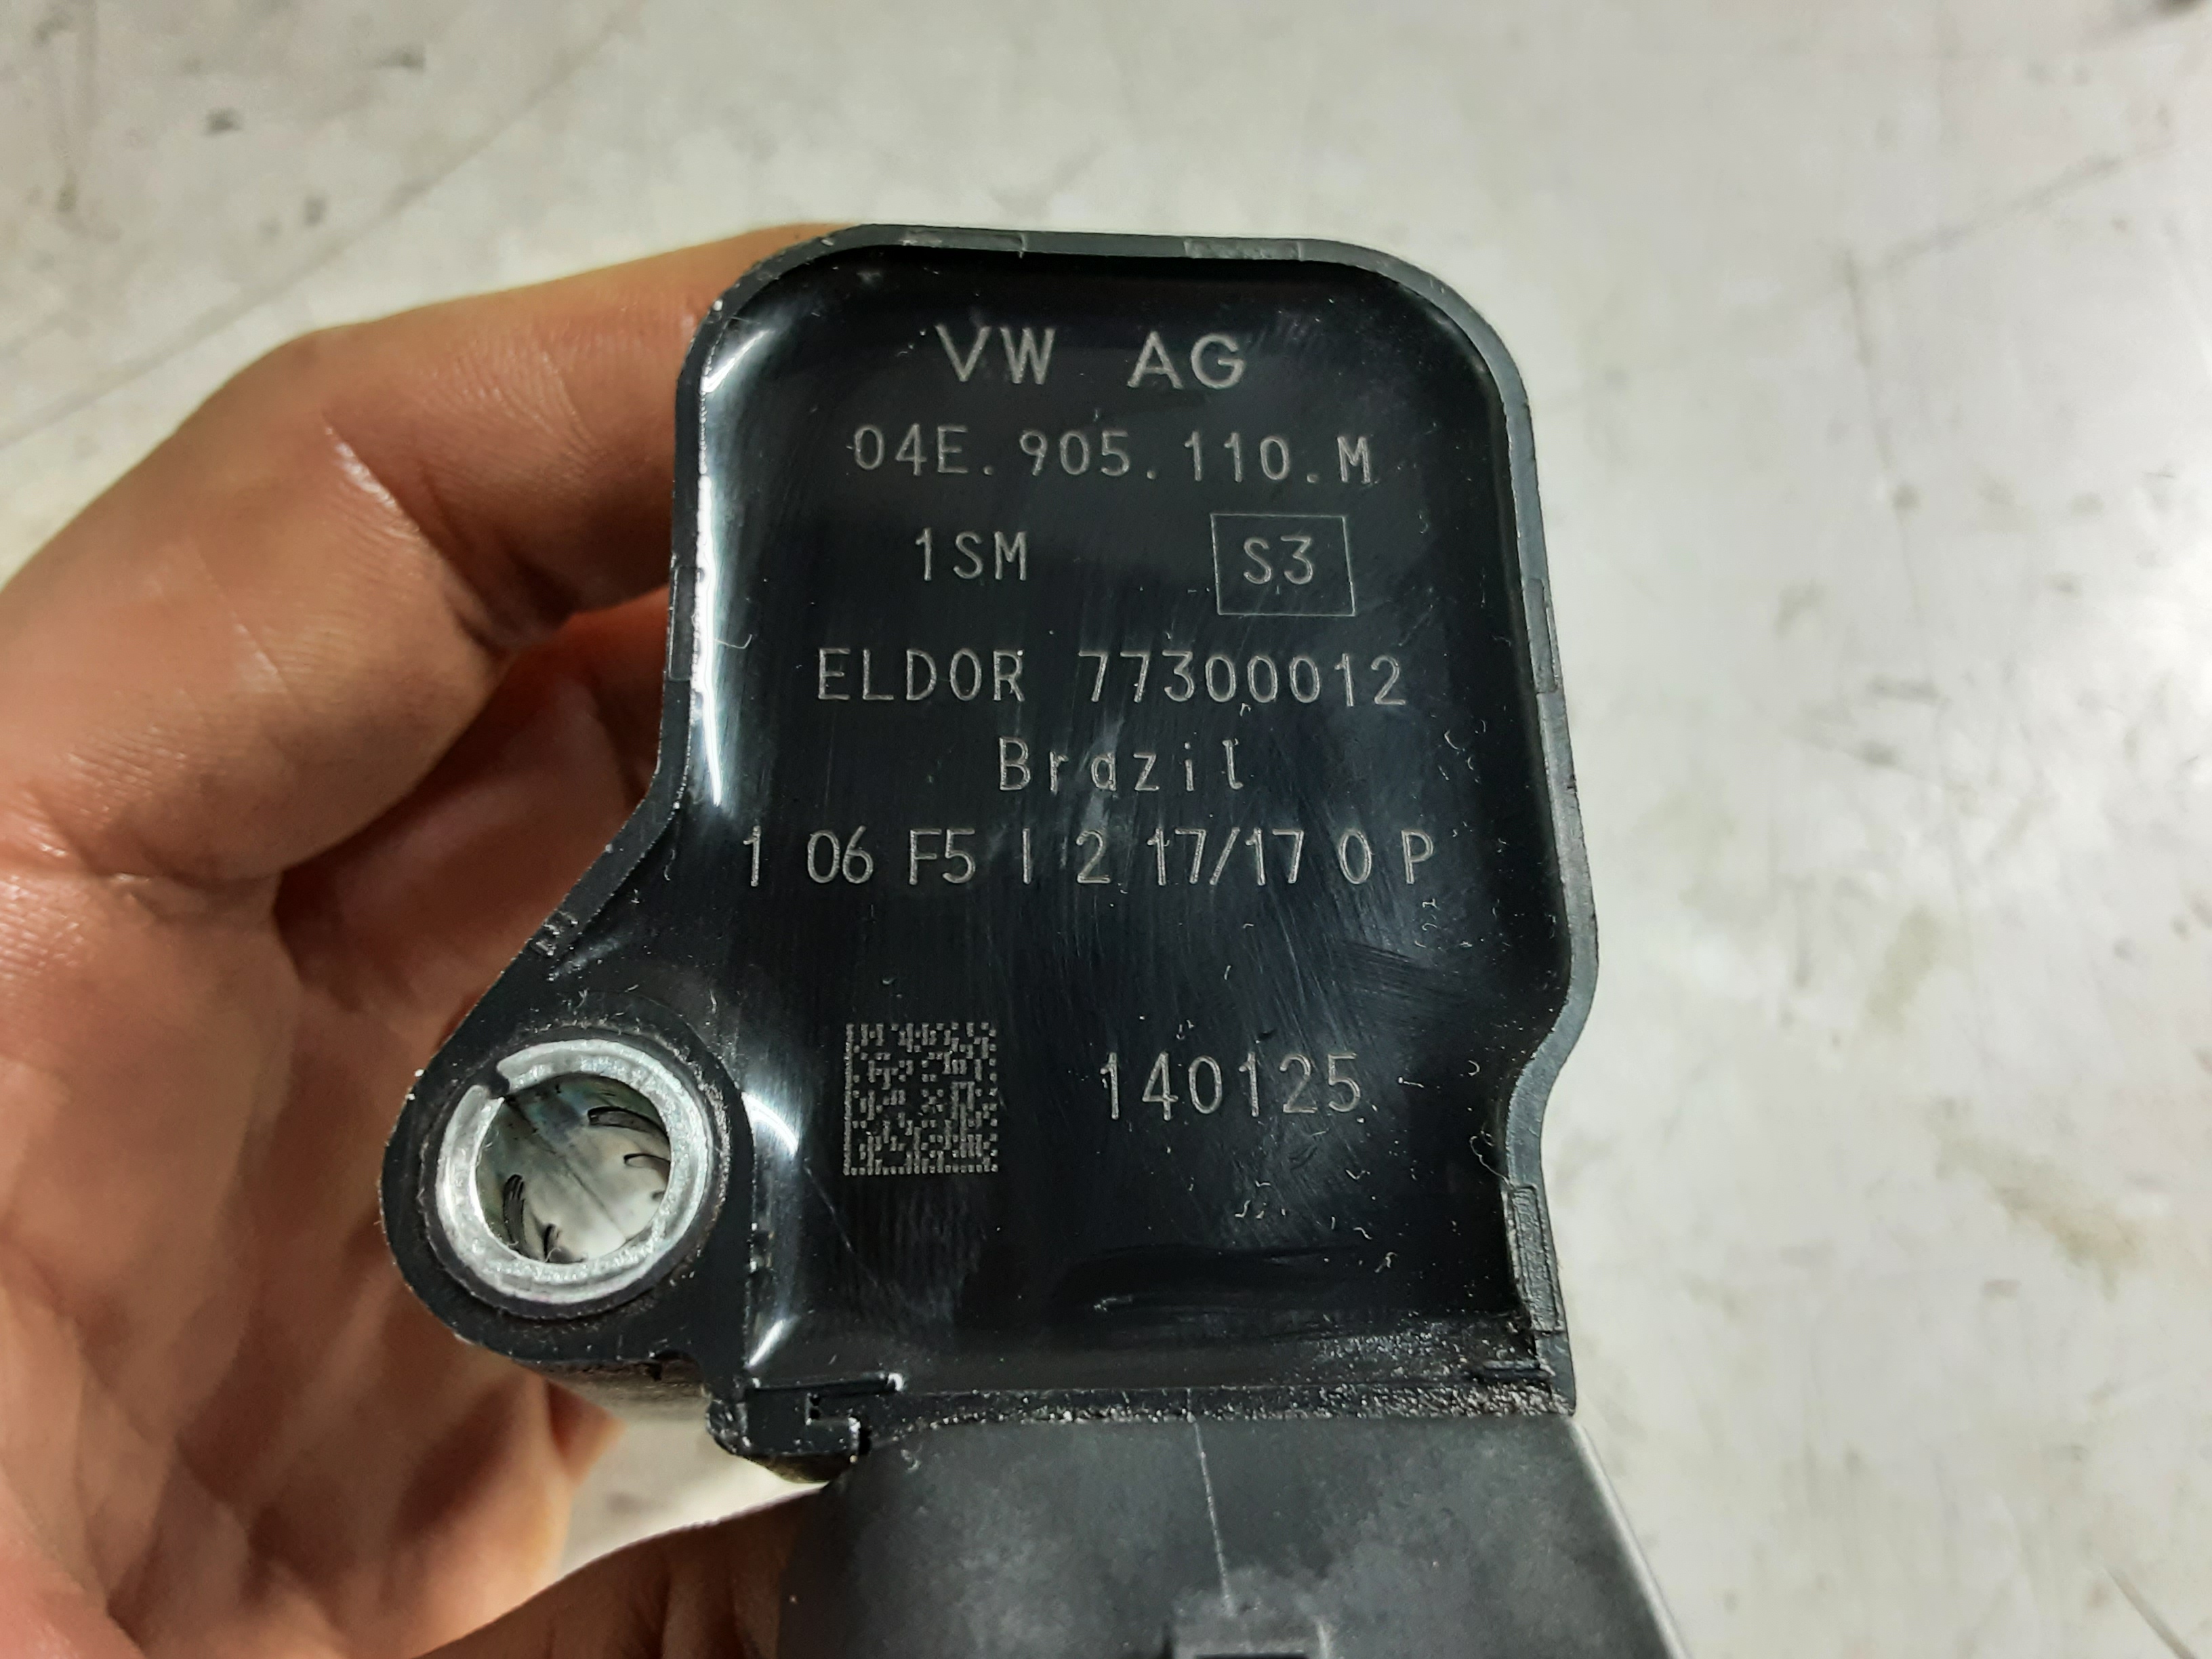 VW AG
04E.905.110.M
1SM S3
ELDOR 77300012
Brazil
1 06 F5 I 2 17/17 0 P
140125